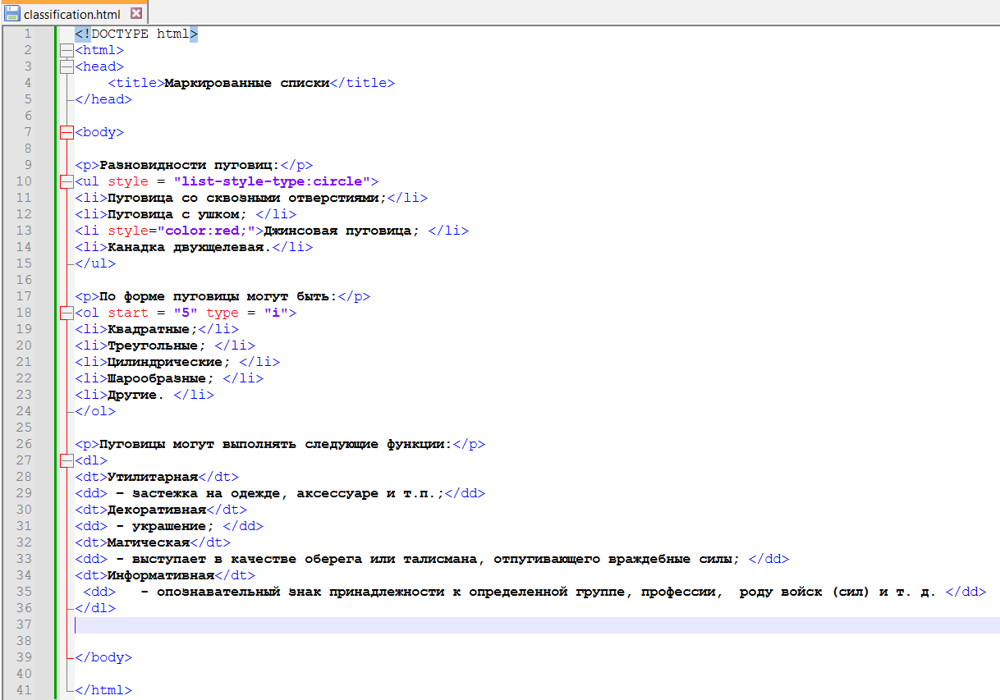 classification.html
1 <!DOCTYPE html>
2 <html>
3 <head>
4 <title>Маркированные списки</title>
5 </head>
6
7 <body>
8
9 <p>Разновидности пуговиц:</p>
10 <ul style = "list-style-type:circle">
11 <li>Пуговица со сквозными отверстиями;</li>
12 <li>Пуговица с ушком; </li>
13 <li style="color:red;">Джинсовая пуговица; </li>
14 <li>Канадка двухщелевая.</li>
15 </ul>
16
17 <p>По форме пуговицы могут быть:</p>
18 <ol start = "5" type = "i">
19 <li>Квадратные;</li>
20 <li>Треугольные; </li>
21 <li>Цилиндрические; </li>
22 <li>Шарообразные; </li>
23 <li>Другие. </li>
24 </ol>
25
26 <p>Пуговицы могут выполнять следующие функции:</p>
27 <dl>
28 <dt>Утилитарная</dt>
29 <dd> – застежка на одежде, аксессуаре и т.п.;</dd>
30 <dt>Декоративная</dt>
31 <dd> - украшение; </dd>
32 <dt>Магическая</dt>
33 <dd> - выступает в качестве оберега или талисмана, отпугивающего враждебные силы; </dd>
34 <dt>Информативная</dt>
35 <dd>   - опознавательный знак принадлежности к определенной группе, профессии,  роду войск (сил) и т. д. </dd>
36 </dl>
37
38
39 </body>
40
41 </html>